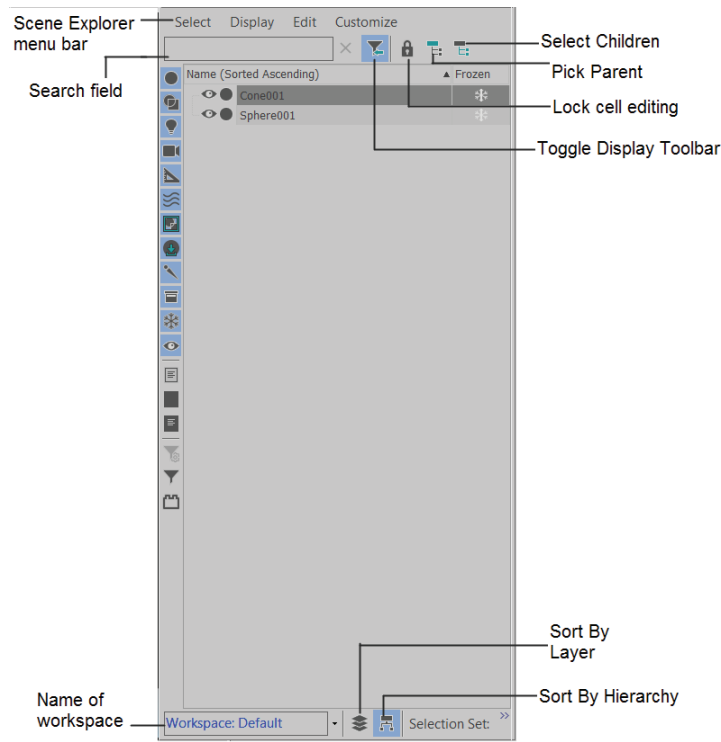 Scene Explorer
menu bar
Select Display Edit Customize
Search field
Select Children
Pick Parent
Name (Sorted Ascending) ▲ Frozen
Cone001
Lock cell editing
Sphere001
Toggle Display Toolbar
Sort By
Layer
Sort By Hierarchy
Name of
workspace
Workspace: Default
Selection Set: »